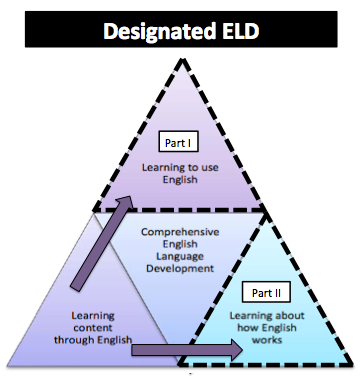 Designated ELD
Part I
Learning to use
English
Comprehensive
English
Language
Development
Part II
Learning
content
through English
Learning about
how English
works